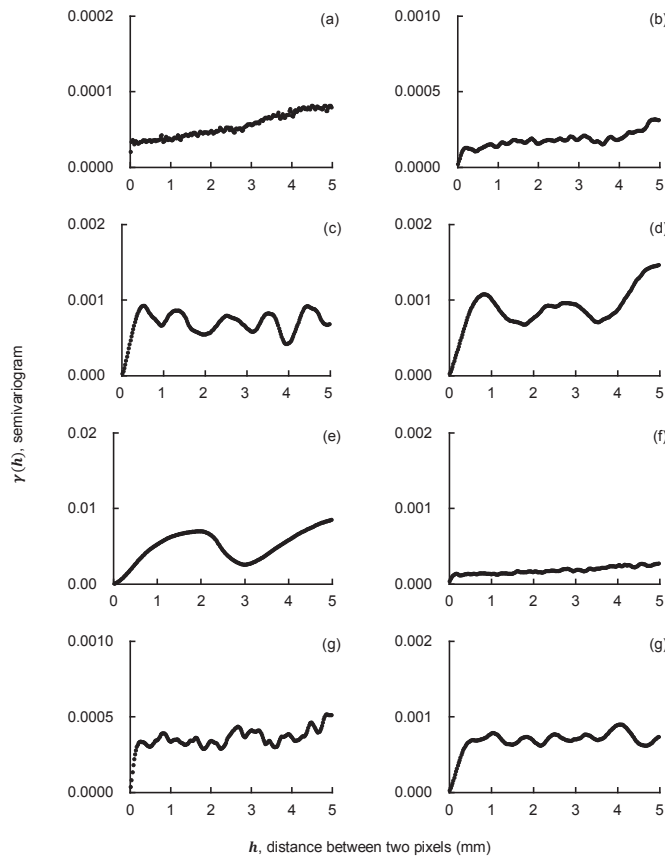 (a)
0.0002
0.0001
0.0000
0 1 2 3 4 5
(b)
0.0010
0.0005
0.0000
0 1 2 3 4 5
(c)
0.002
0.001
0.000
0 1 2 3 4 5
(d)
0.002
0.001
0.000
0 1 2 3 4 5
(e)
0.02
0.01
0.00
0 1 2 3 4 5
(f)
0.002
0.001
0.000
0 1 2 3 4 5
(g)
0.0010
0.0005
0.0000
0 1 2 3 4 5
(g)
0.002
0.001
0.000
0 1 2 3 4 5
γ(h), semivariogram
h, distance between two pixels (mm)